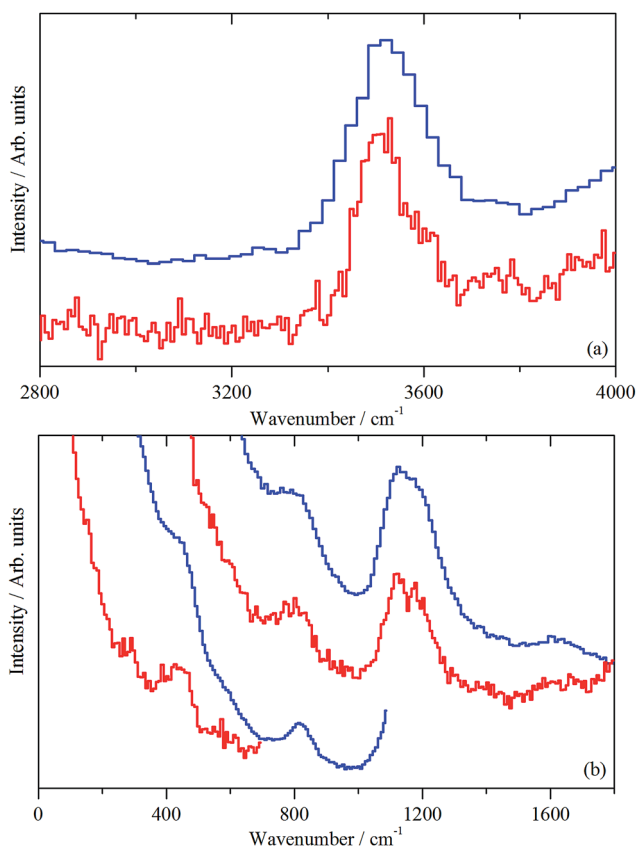 Intensity / Arb. units
(a)
2800 3200 3600 4000
Wavenumber / cm-1
Intensity / Arb. units
(b)
0 400 800 1200 1600
Wavenumber / cm-1